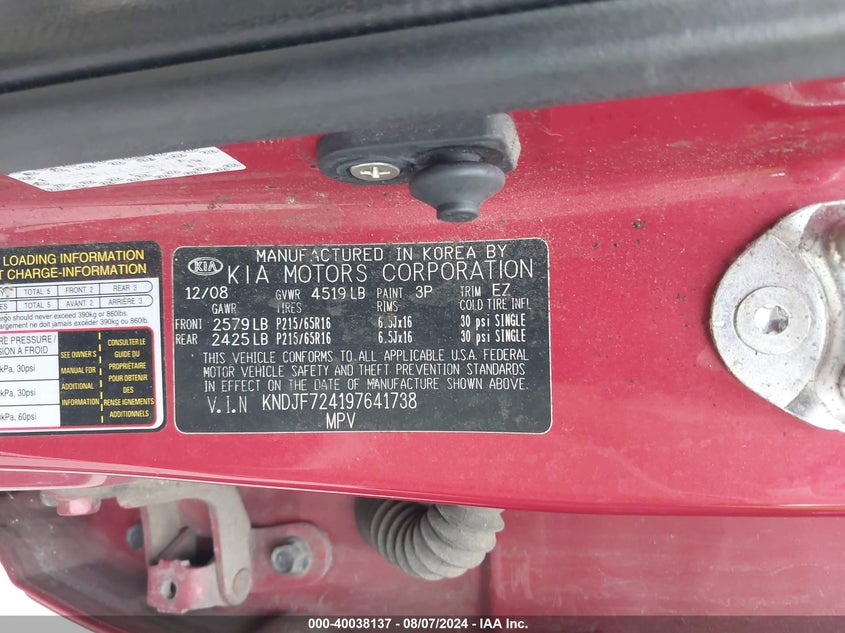 LOADING INFORMATION
T CHARGE-INFORMATION
TOTAL 5 FRONT 2 REAR 3
ES TOTAL 5 AVANT 2 ARRIÈRE 3
rgo should never exceed 390kg or 860lbs.
argement ne doit jamais excéder 390kg ou 860lb.
RE PRESSURE /
SION A FROID
kPa, 30psi
kPa, 30psi
0kPa, 60psi
SEE OWNER'S
MANUAL FOR
ADDITIONAL
INFORMATION
CONSULTER LE
GUIDE DU
PROPRIÉTAIRE
POUR OBTENIR
DES
RENSEIGNEMENTS
ADDITIONNELS
MANUFACTURED IN KOREA BY
KIA KIA MOTORS CORPORATION
12/08 GVWR 4519 LB PAINT 3P TRIM EZ
GAWR TIRES RIMS COLD TIRE INFL
FRONT 2579 LB P215/65R16 6.5Jx16 30 psi SINGLE
REAR 2425 LB P215/65R16 6.5Jx16 30 psi SINGLE
THIS VEHICLE CONFORMS TO ALL APPLICABLE U.S.A. FEDERAL
MOTOR VEHICLE SAFETY AND THEFT PREVENTION STANDARDS
IN EFFECT ON THE DATE OF MANUFACTURE SHOWN ABOVE.
V.I.N KNDJF724197641738
MPV
000-40038137 - 08/07/2024 - IAA Inc.